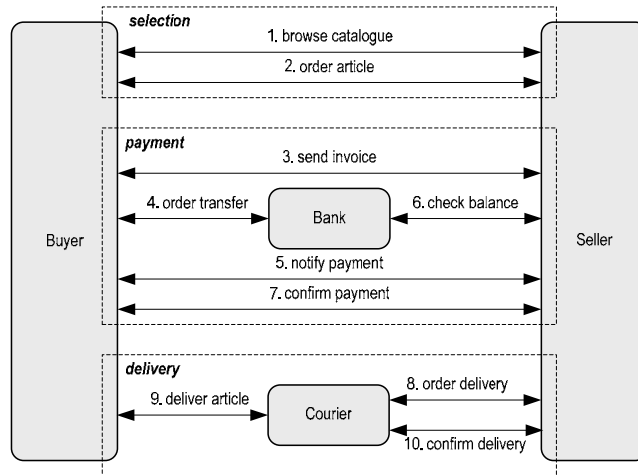 selection
1. browse catalogue
2. order article
payment
3. send invoice
4. order transfer
6. check balance
Bank
Buyer
Seller
5. notify payment
7. confirm payment
delivery
8. order delivery
9. deliver article
Courier
10. confirm delivery